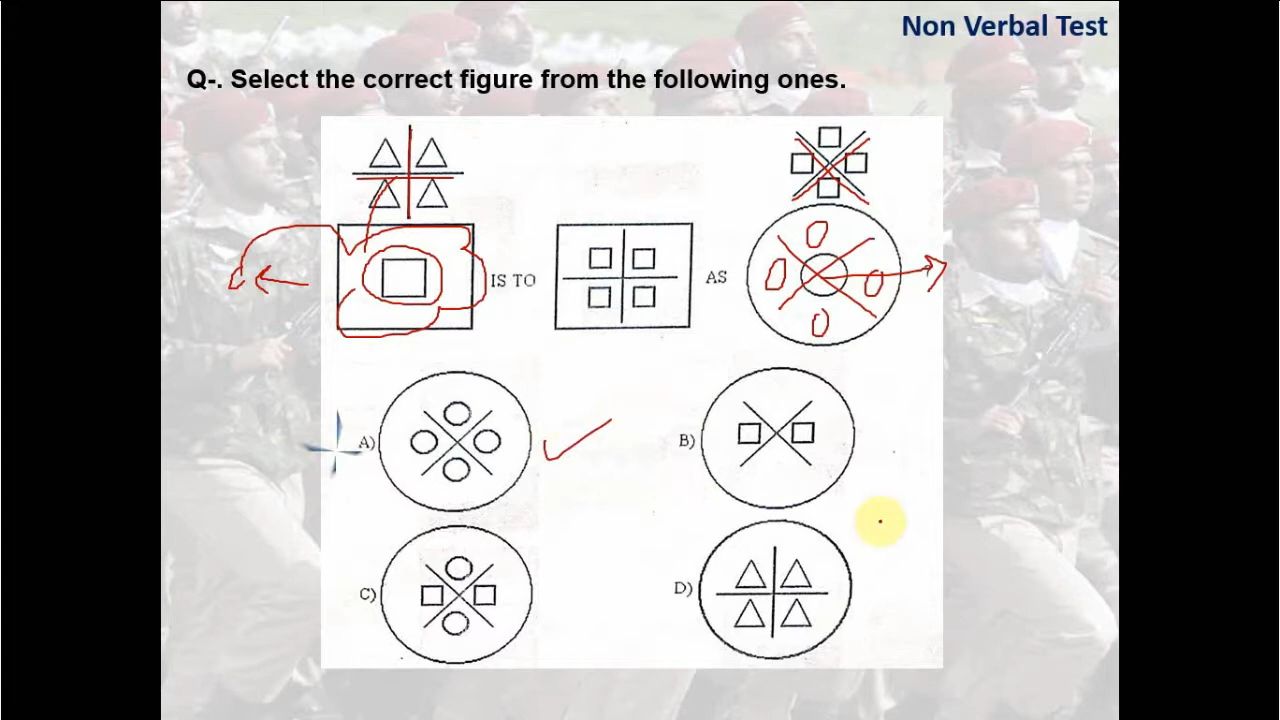 Non Verbal Test
Q-. Select the correct figure from the following ones.
IS TO
AS
A)
B)
C)
D)